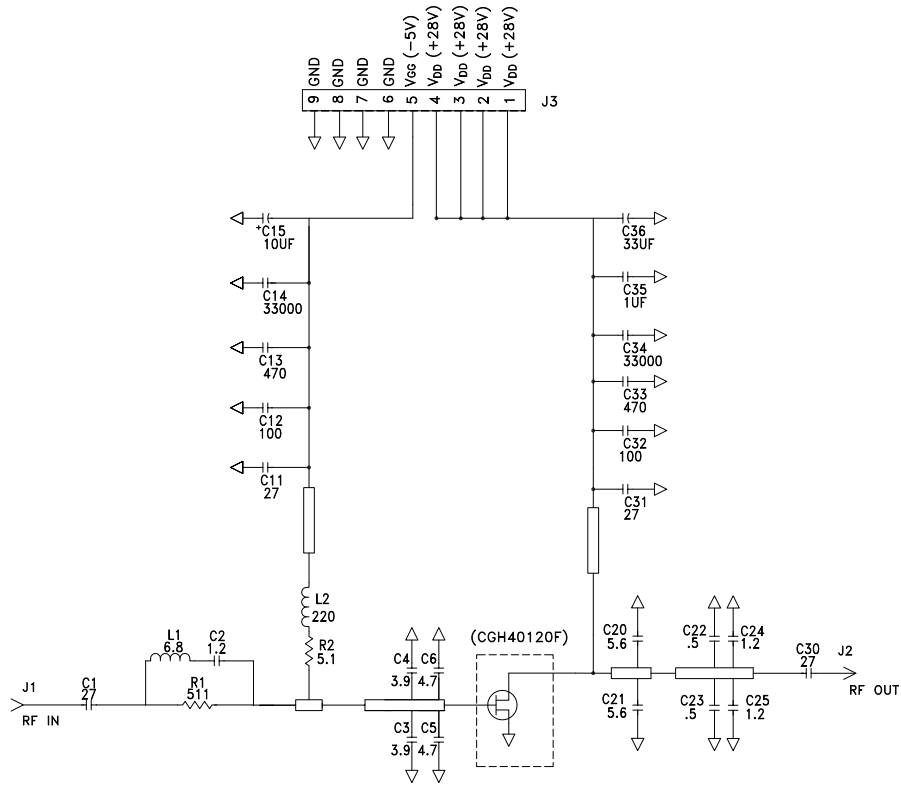 9 GND
8 GND
7 GND
6 GND
5 VGG (-5V)
4 VDD (+28V)
3 VDD (+28V)
2 VDD (+28V)
1 VDD (+28V)
J3
+C15
10UF
C14
33000
C13
470
C12
100
C11
27
C36
33UF
C35
1UF
C34
33000
C33
470
C32
100
C31
27
L2
220
R2
5.1
L1
6.8
C2
1.2
R1
511
J1
RF IN
C1
27
C4
3.9
C6
4.7
C3
3.9
C5
4.7
(CGH40120F)
C20
5.6
C22
.5
C24
1.2
C21
5.6
C23
.5
C25
1.2
C30
27
J2
RF OUT